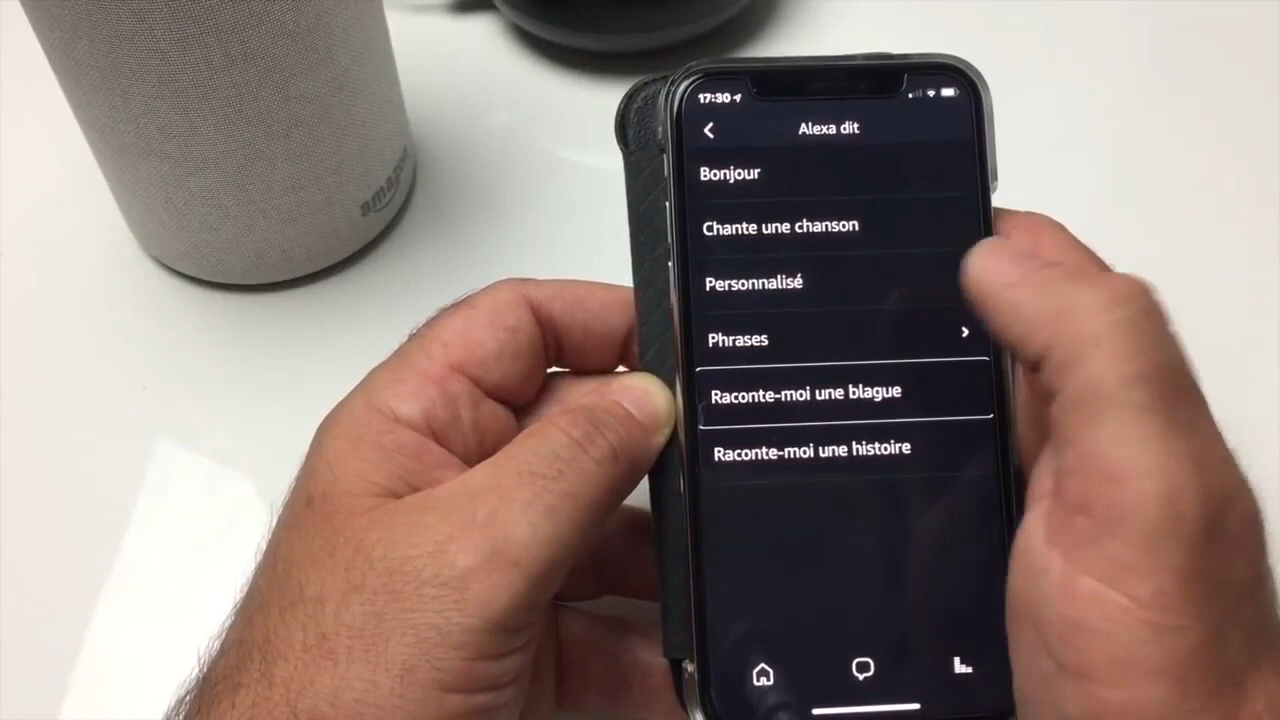 amazon
17:30
Alexa dit
Bonjour
Chante une chanson
Personnalisé
Phrases
Raconte-moi une blague
Raconte-moi une histoire